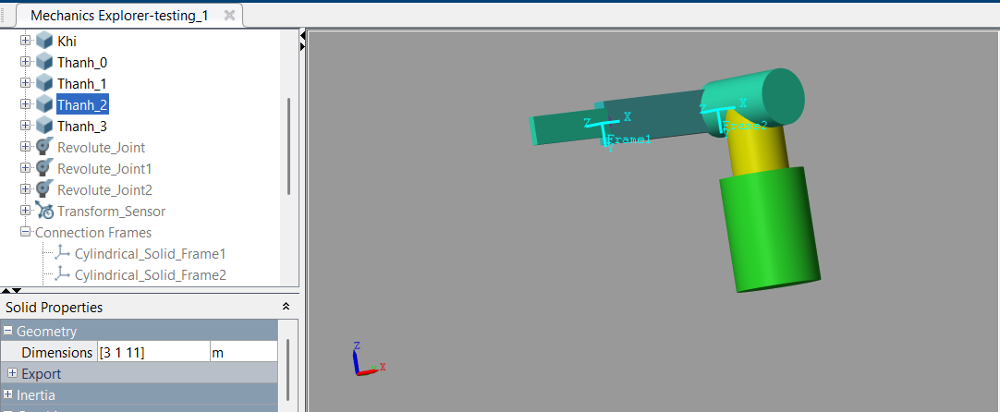 Mechanics Explorer-testing_1
Khi
Thanh_0
Thanh_1
Thanh_2
Thanh_3
Revolute_Joint
Revolute_Joint1
Revolute_Joint2
Transform_Sensor
Connection Frames
Cylindrical_Solid_Frame1
Cylindrical_Solid_Frame2
Solid Properties
Geometry
Dimensions [3 1 11] m
Export
Inertia
Z X
Frame1
Y
Z X
Frame2
Z
X